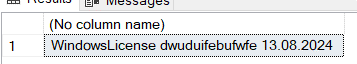 Results Messages
(No column name)
1 WindowsLicense dwuduifebufwfe 13.08.2024